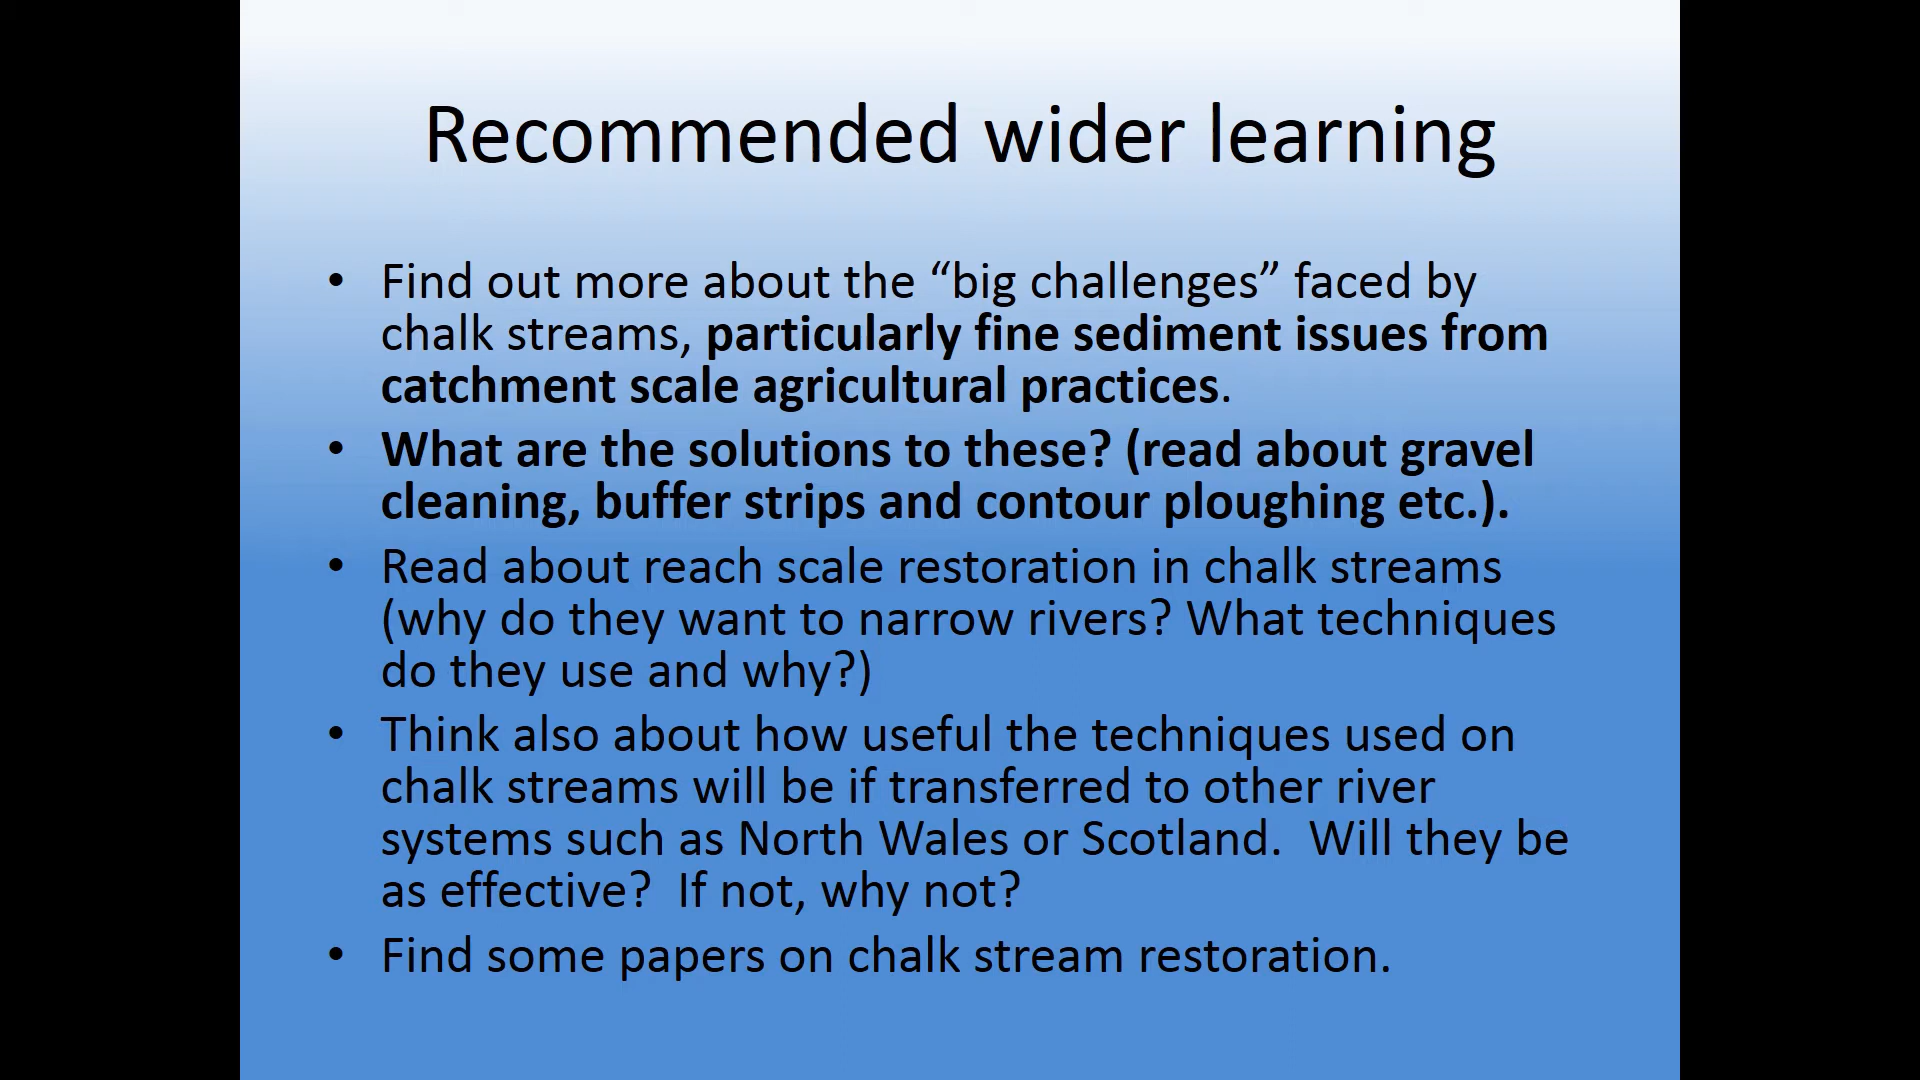 Recommended wider learning
• Find out more about the “big challenges” faced by
chalk streams, particularly fine sediment issues from
catchment scale agricultural practices.
• What are the solutions to these? (read about gravel
cleaning, buffer strips and contour ploughing etc.).
• Read about reach scale restoration in chalk streams
(why do they want to narrow rivers? What techniques
do they use and why?)
• Think also about how useful the techniques used on
chalk streams will be if transferred to other river
systems such as North Wales or Scotland.  Will they be
as effective?  If not, why not?
• Find some papers on chalk stream restoration.